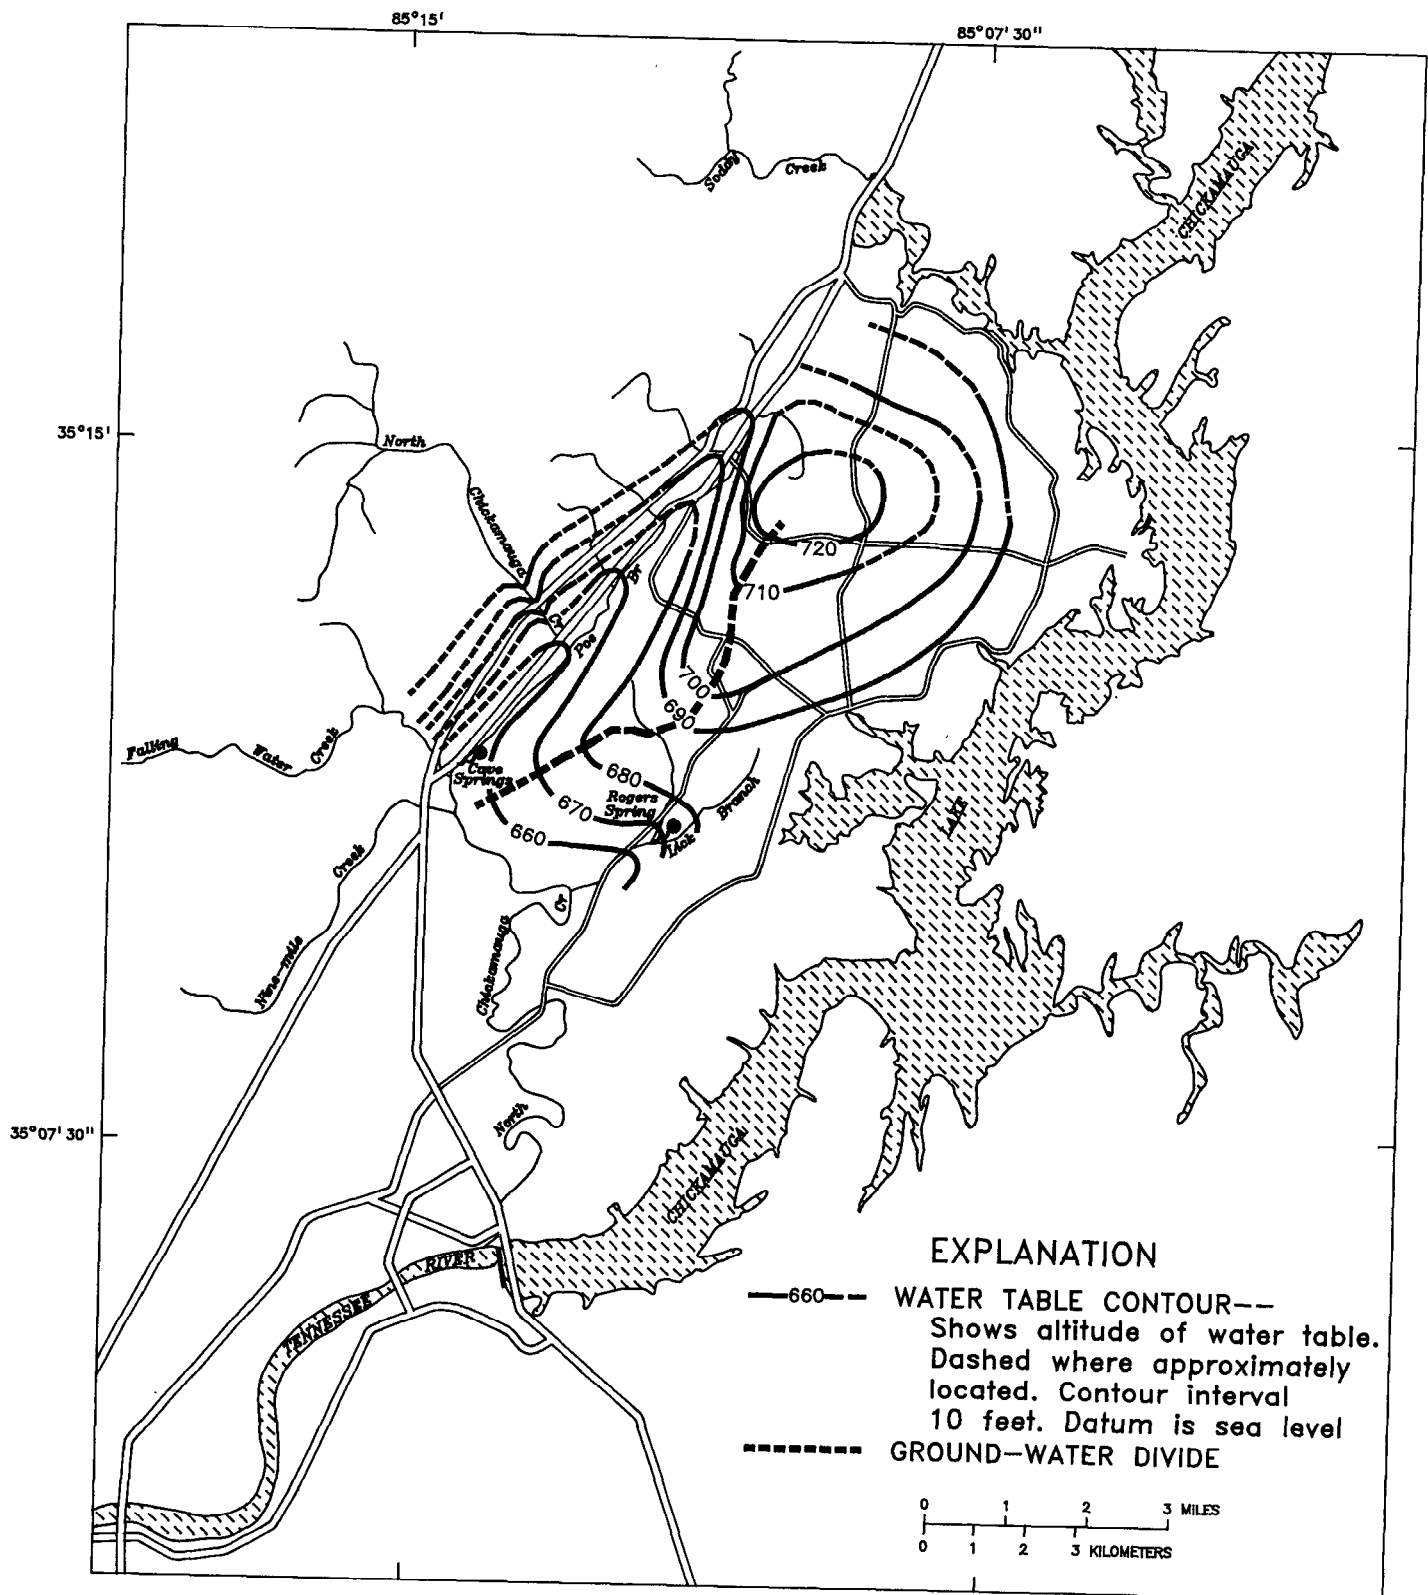 85°15'
85°07'30"
Soddy
Creek
CHICKAMAUGA
35°15'
North
Chickamauga
Cr
Br
Poe
720
710
700
690
680
670
660
Falling
Water
Creek
Cave
Springs
Rogers
Spring
Lick
Branch
LAKE
Creek
Nine-mile
Cr
Chickamauga
North
35°07'30"
CHICKAMAUGA
TENNESSEE
RIVER
EXPLANATION
660
WATER TABLE CONTOUR--
Shows altitude of water table.
Dashed where approximately
located. Contour interval
10 feet. Datum is sea level
GROUND-WATER DIVIDE
0 1 2 3 MILES
0 1 2 3 KILOMETERS